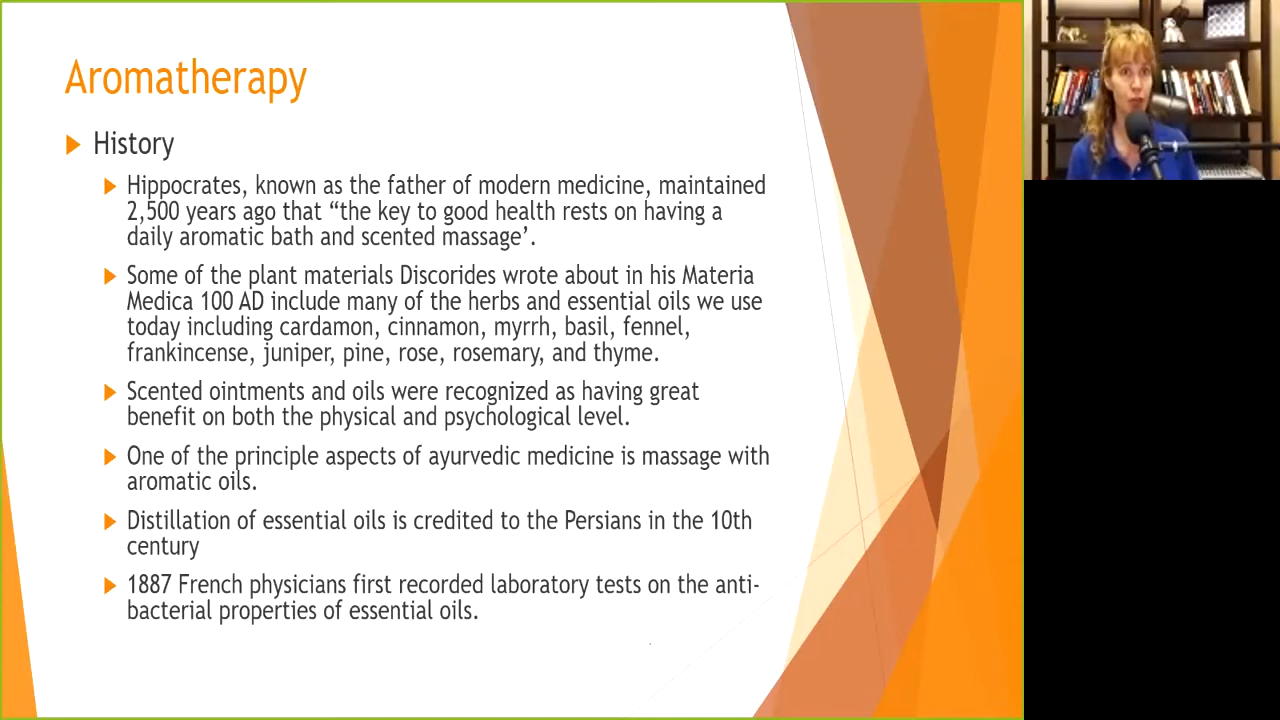 Aromatherapy
History
Hippocrates, known as the father of modern medicine, maintained
2,500 years ago that “the key to good health rests on having a
daily aromatic bath and scented massage’.
Some of the plant materials Discorides wrote about in his Materia
Medica 100 AD include many of the herbs and essential oils we use
today including cardamon, cinnamon, myrrh, basil, fennel,
frankincense, juniper, pine, rose, rosemary, and thyme.
Scented ointments and oils were recognized as having great
benefit on both the physical and psychological level.
One of the principle aspects of ayurvedic medicine is massage with
aromatic oils.
Distillation of essential oils is credited to the Persians in the 10th
century
1887 French physicians first recorded laboratory tests on the anti-
bacterial properties of essential oils.